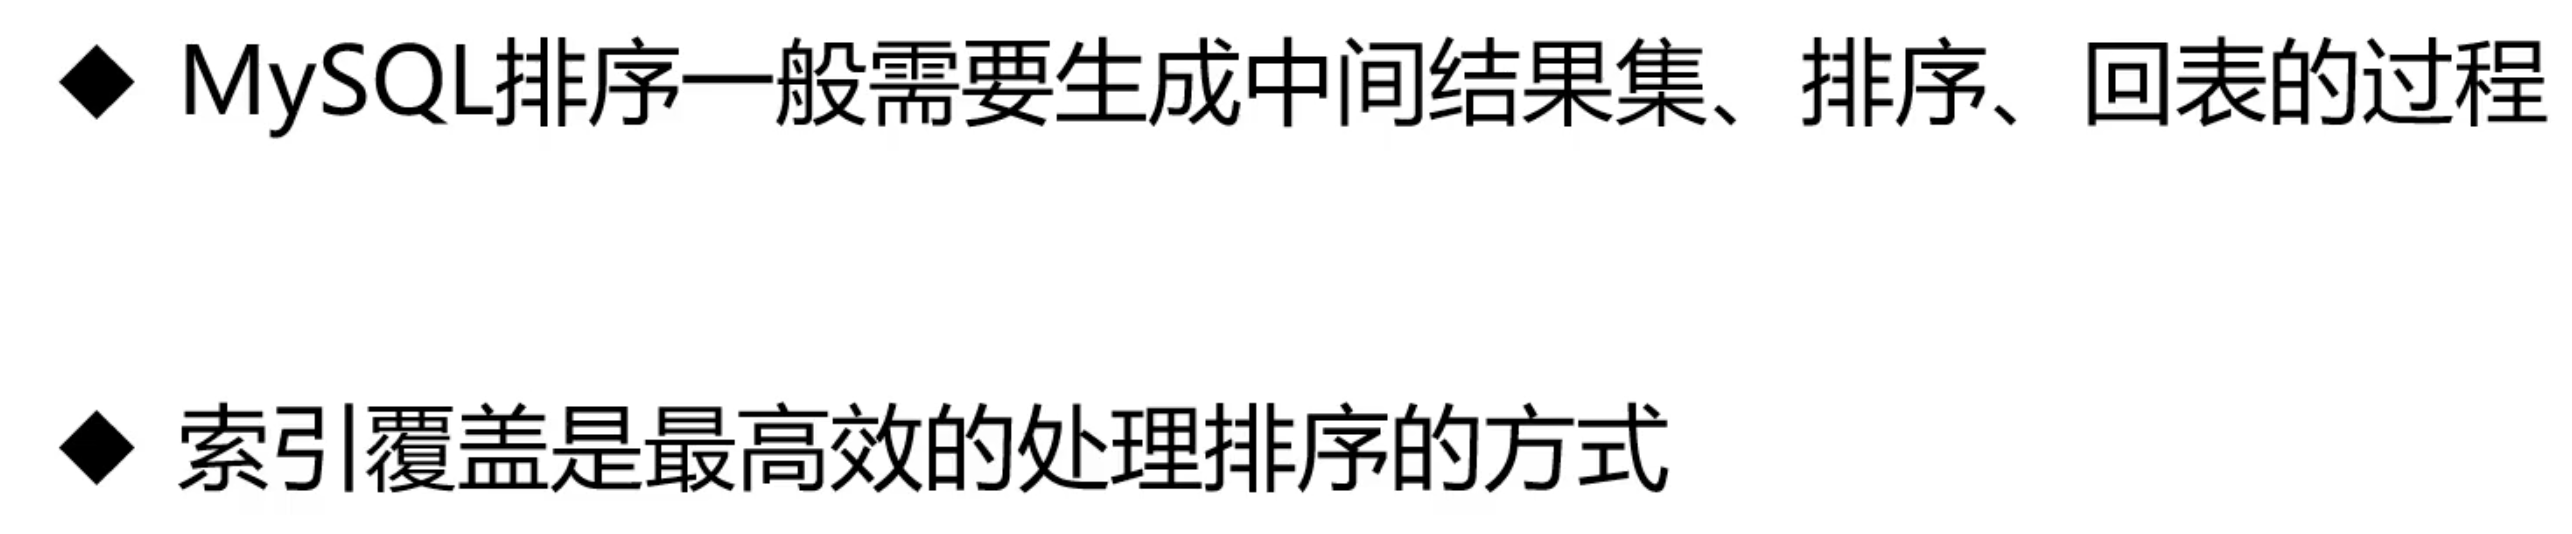 ◆ MySQL排序一般需要生成中间结果集、排序、回表的过程
◆ 索引覆盖是最高效的处理排序的方式